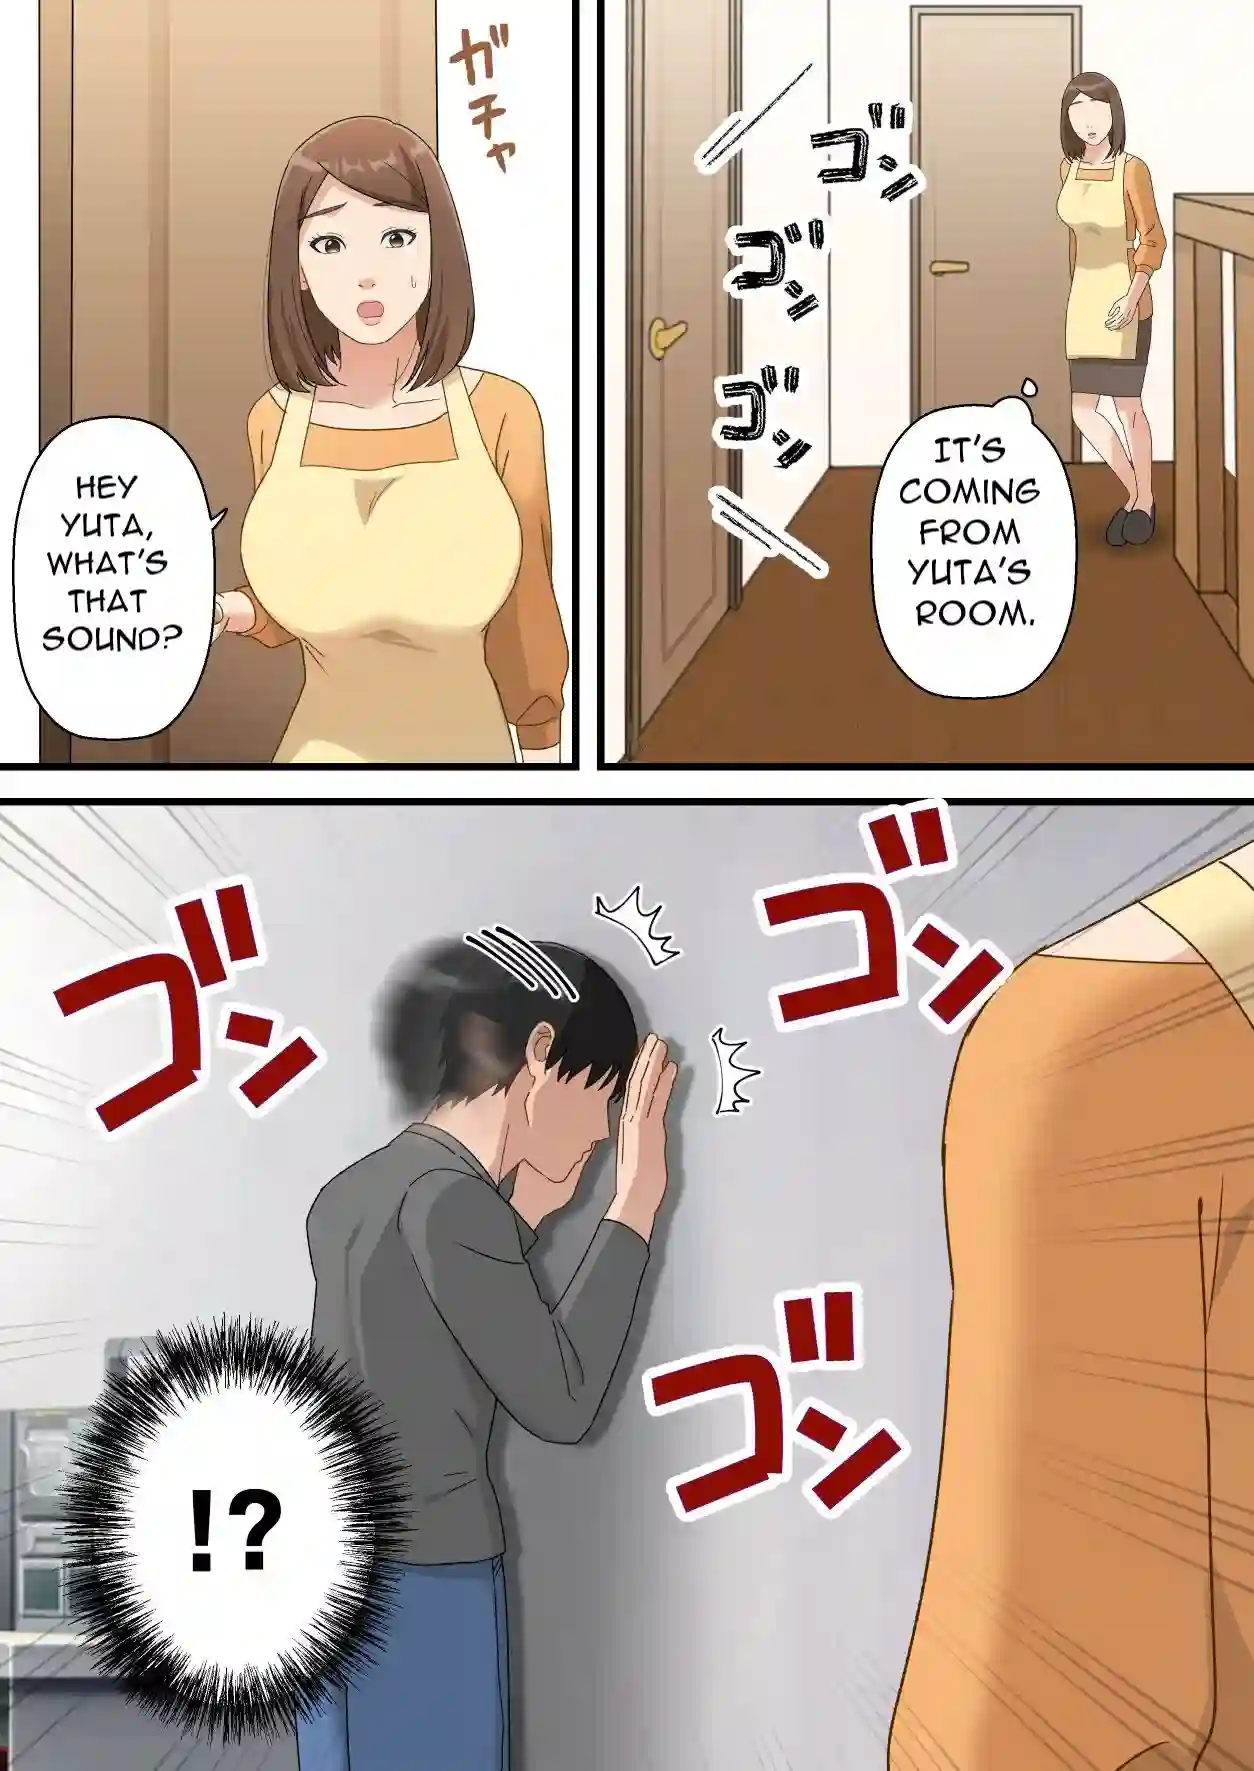 ゴン
ゴン
ゴン
IT'S
COMING
FROM
YUTA'S
ROOM.
ガチャ
HEY
YUTA,
WHAT'S
THAT
SOUND?
ゴン
ゴン
ゴン
!?